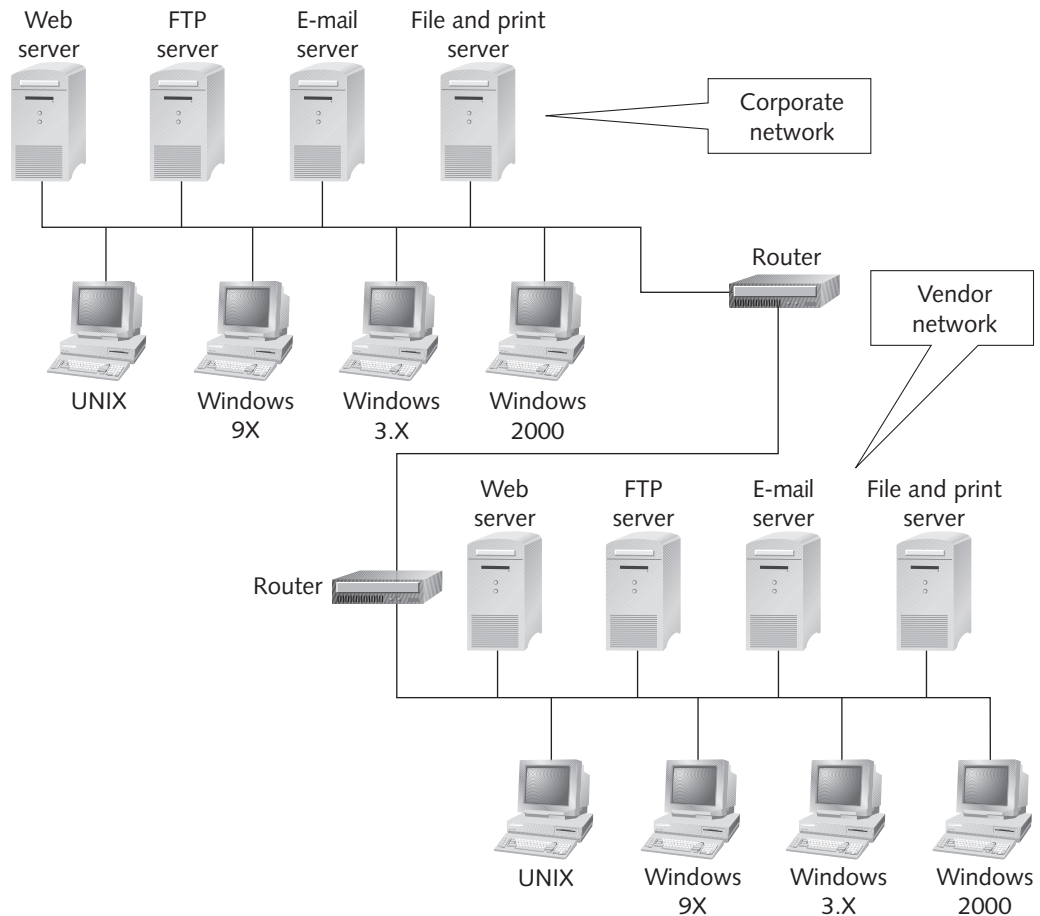 Web
server
FTP
server
E-mail
server
File and print
server
Corporate
network
Router
Vendor
network
UNIX
Windows
9X
Windows
3.X
Windows
2000
Web
server
FTP
server
E-mail
server
File and print
server
Router
UNIX
Windows
9X
Windows
3.X
Windows
2000